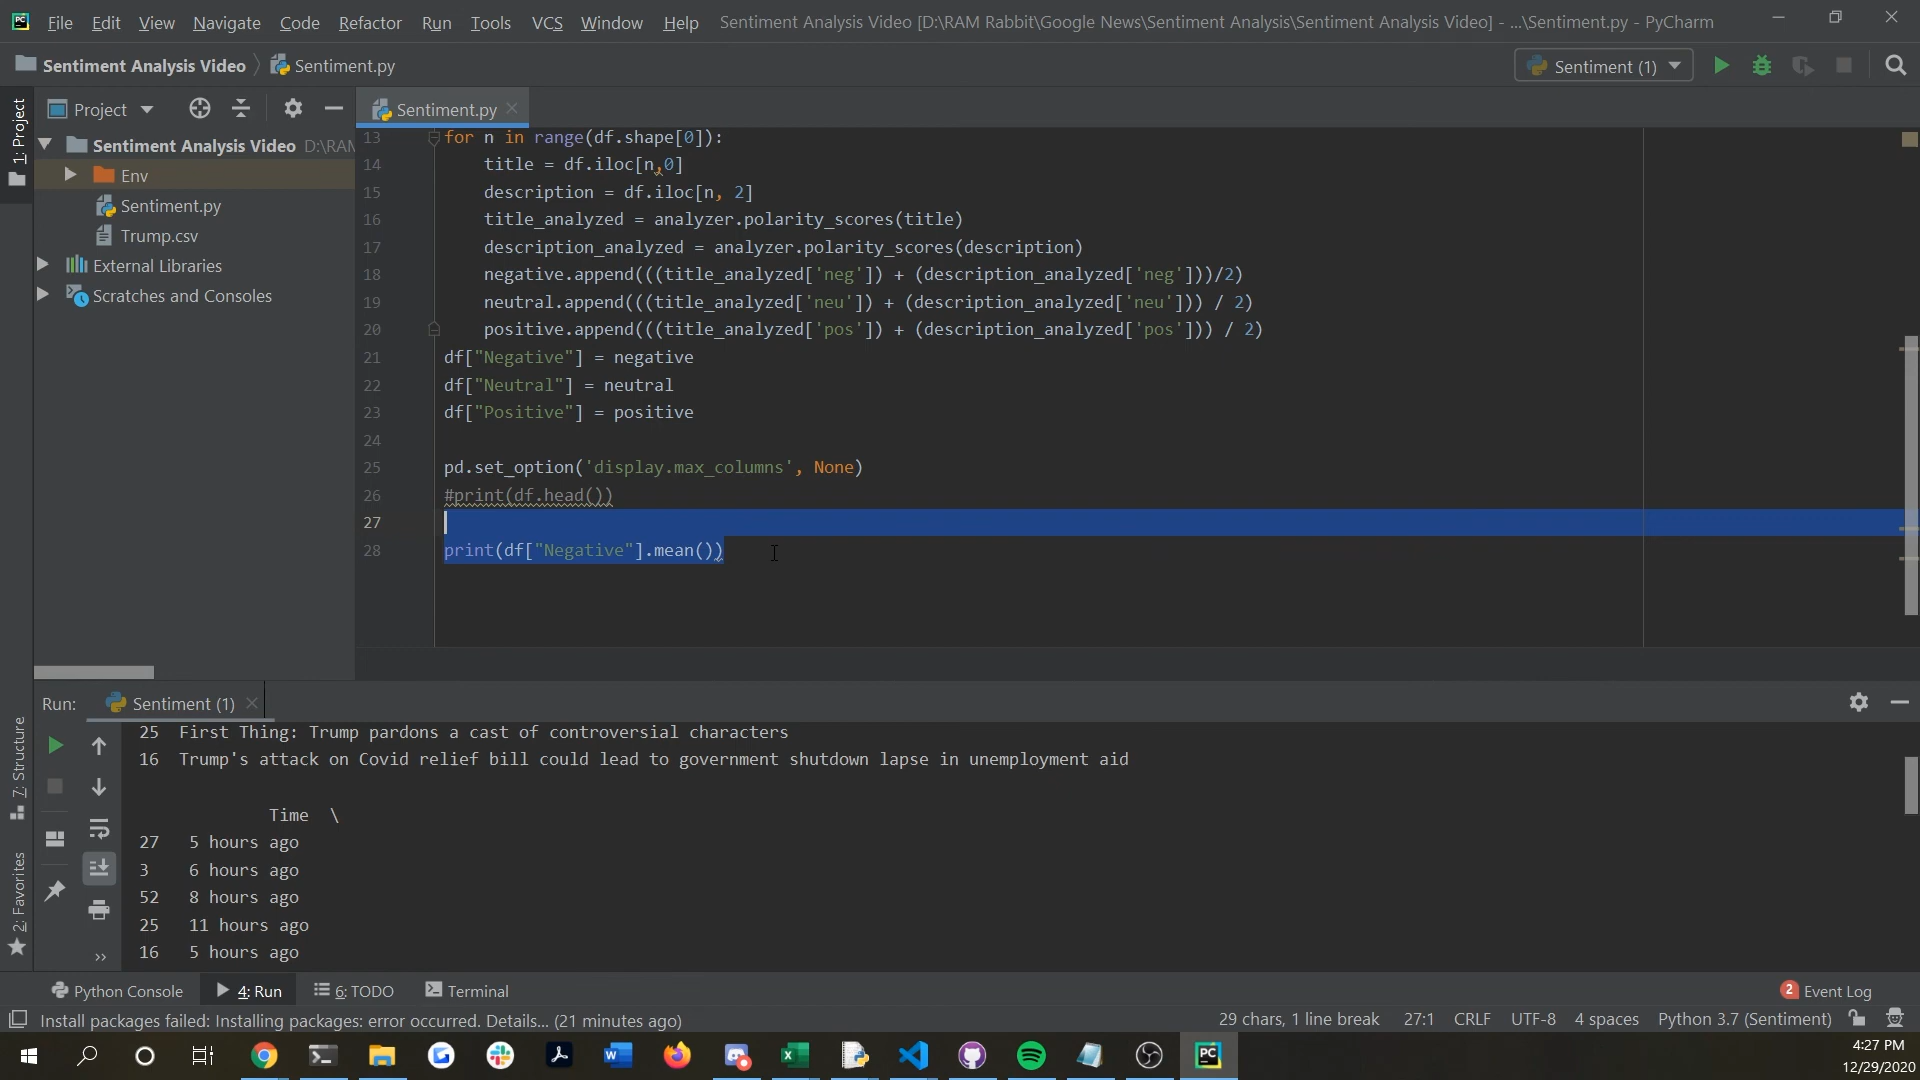 File Edit View Navigate Code Refactor Run Tools VCS Window Help Sentiment Analysis Video [D:\RAM Rabbit\Google News\Sentiment Analysis\Sentiment Analysis Video] - ...\Sentiment.py - PyCharm
Sentiment Analysis Video Sentiment.py Sentiment (1)
1: Project
Project
Sentiment Analysis Video D:\RAM
Env
Sentiment.py
Trump.csv
External Libraries
Scratches and Consoles
Sentiment.py
13 for n in range(df.shape[0]):
14 title = df.iloc[n,0]
15 description = df.iloc[n, 2]
16 title_analyzed = analyzer.polarity_scores(title)
17 description_analyzed = analyzer.polarity_scores(description)
18 negative.append(((title_analyzed['neg']) + (description_analyzed['neg']))/2)
19 neutral.append(((title_analyzed['neu']) + (description_analyzed['neu'])) / 2)
20 positive.append(((title_analyzed['pos']) + (description_analyzed['pos'])) / 2)
21 df["Negative"] = negative
22 df["Neutral"] = neutral
23 df["Positive"] = positive
24
25 pd.set_option('display.max_columns', None)
26 #print(df.head())
27
28 print(df["Negative"].mean())
7: Structure
2: Favorites
Run: Sentiment (1)
25 First Thing: Trump pardons a cast of controversial characters
16 Trump's attack on Covid relief bill could lead to government shutdown lapse in unemployment aid
Time \
27 5 hours ago
3 6 hours ago
52 8 hours ago
25 11 hours ago
16 5 hours ago
Python Console 4: Run 6: TODO Terminal 2 Event Log
Install packages failed: Installing packages: error occurred. Details... (21 minutes ago) 29 chars, 1 line break 27:1 CRLF UTF-8 4 spaces Python 3.7 (Sentiment)
4:27 PM
12/29/2020